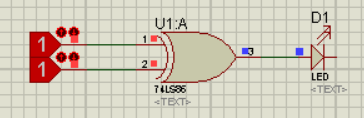 U1:A
D1
1
1
1
2
3
74LS86
<TEXT>
LED
<TEXT>